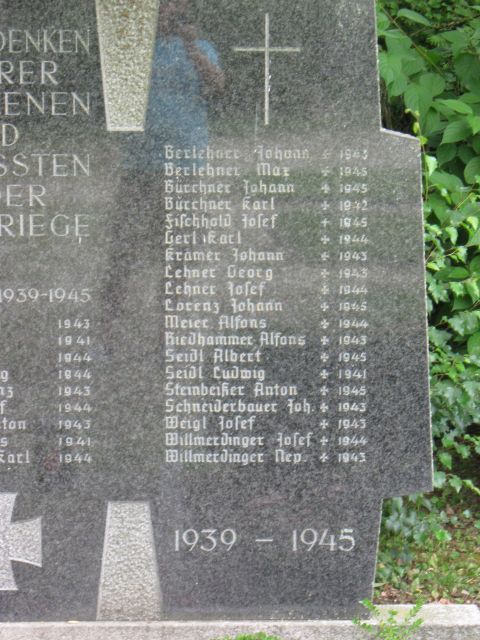 DENKEN
RER
ENEN
D
SSTEN
DER
RIEGE
1939-1945
1943
1941
1944
g 1944
nz 1943
f 1944
ton 1943
s 1941
Karl 1944
Berlehner Johann + 1943
Berlehner Max + 1945
Bürchner Johann + 1945
Bürchner Karl + 1942
Fischhold Josef + 1945
Gerl Karl + 1944
Krämer Johann + 1943
Lehner Georg + 1943
Lehner Josef + 1944
Lorenz Johann + 1945
Meier Alfons + 1944
Riedhammer Alfons + 1943
Seidl Albert + 1945
Seidl Ludwig + 1941
Steinbeißer Anton + 1945
Schneiderbauer Joh. + 1943
Weigl Josef + 1943
Willmerdinger Josef + 1944
Willmerdinger Nep. + 1943
1939 – 1945